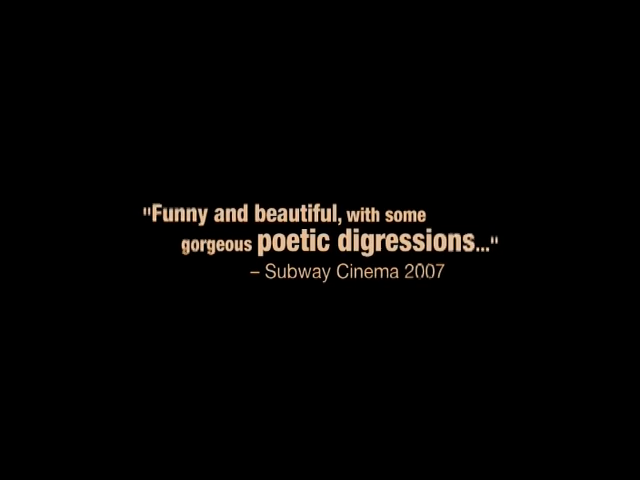 "Funny and beautiful, with some
gorgeous poetic digressions..."
– Subway Cinema 2007